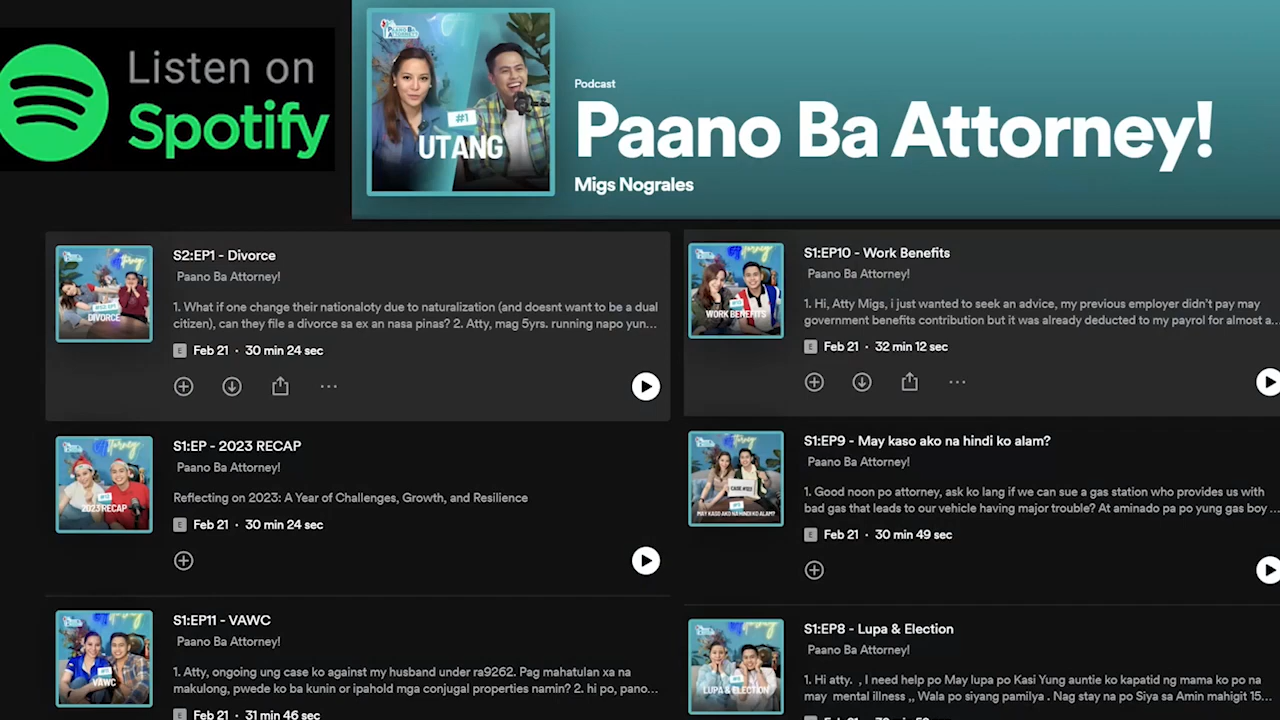 Listen on
Spotify
PAANO BA
ATTORNEY!
#1
UTANG
Podcast
Paano Ba Attorney!
Migs Nograles
DIVORCE
S2:EP1 - Divorce
Paano Ba Attorney!
1. What if one change their nationaloty due to naturalization (and doesnt want to be a dual
citizen), can they file a divorce sa ex an nasa pinas? 2. Atty, mag 5yrs. running napo yun...
E Feb 21 · 30 min 24 sec
2023 RECAP
S1:EP - 2023 RECAP
Paano Ba Attorney!
Reflecting on 2023: A Year of Challenges, Growth, and Resilience
E Feb 21 · 30 min 24 sec
VAWC
S1:EP11 - VAWC
Paano Ba Attorney!
1. Atty, ongoing ung case ko against my husband under ra9262. Pag mahatulan xa na
makulong, pwede ko ba kunin or ipahold mga conjugal properties namin? 2. hi po, pano...
E Feb 21 · 31 min 46 sec
WORK BENEFITS
S1:EP10 - Work Benefits
Paano Ba Attorney!
1. Hi, Atty Migs, i just wanted to seek an advice, my previous employer didn't pay may
government benefits contribution but it was already deducted to my payrol for almost a...
E Feb 21 · 32 min 12 sec
MAY KASO AKO NA HINDI KO ALAM?
S1:EP9 - May kaso ako na hindi ko alam?
Paano Ba Attorney!
1. Good noon po attorney, ask ko lang if we can sue a gas station who provides us with
bad gas that leads to our vehicle having major trouble? At aminado pa po yung gas boy ...
E Feb 21 · 30 min 49 sec
LUPA & ELECTION
S1:EP8 - Lupa & Election
Paano Ba Attorney!
1. Hi atty. , I need help po May lupa po Kasi Yung auntie ko kapatid ng mama ko po na
may mental illness ,, Wala po siyang pamilya . Nag stay na po Siya sa Amin mahigit 15...
Feb 21